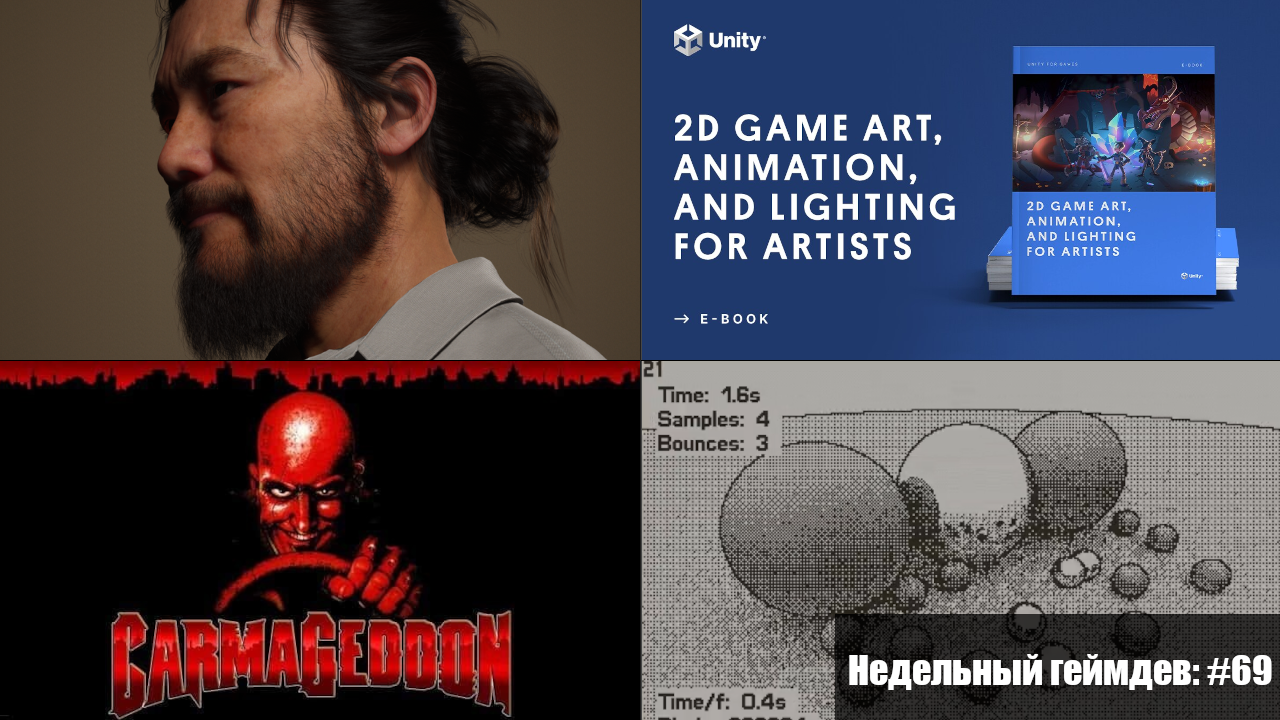 Unity
2D GAME ART,
ANIMATION,
AND LIGHTING
FOR ARTISTS
→ E-BOOK
UNITY FOR GAMES
E-BOOK
2D GAME ART,
ANIMATION,
AND LIGHTING
FOR ARTISTS
Unity
CARMAGEDDON
21
Time: 1.6s
Samples: 4
Bounces: 3
Time/f: 0.4s
Недельный геймдев: #69